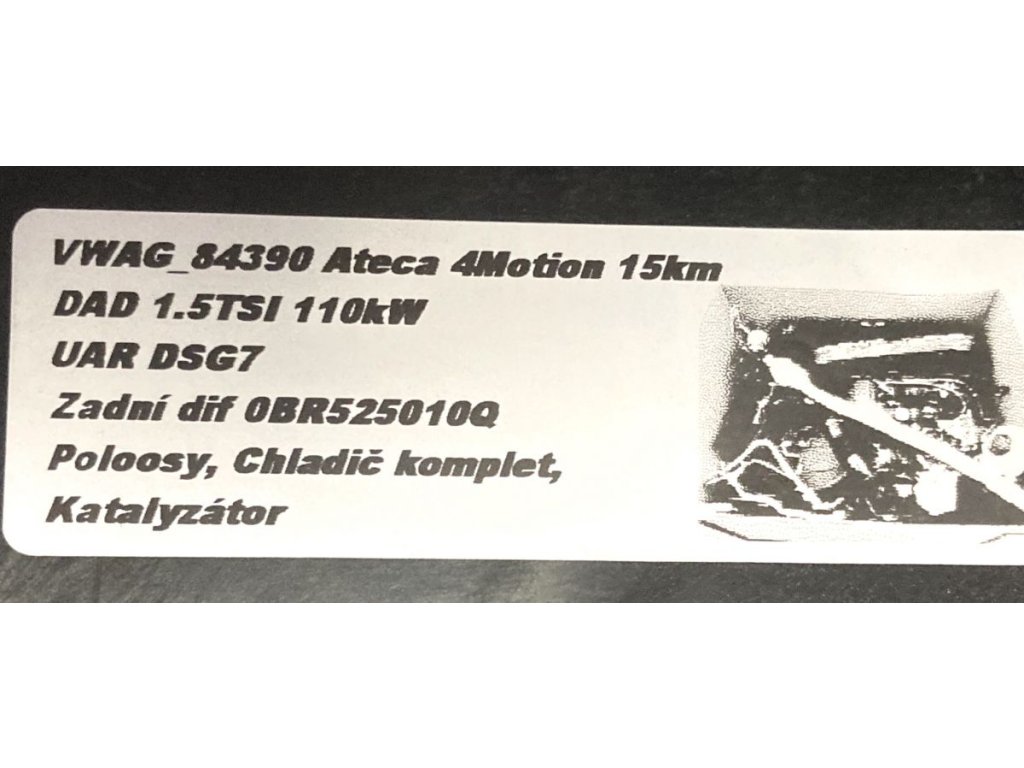 VWAG_84390 Ateca 4Motion 15km
DAD 1.5TSI 110kW
UAR DSG7
Zadní dif 0BR525010Q
Poloosy, Chladič komplet,
Katalyzátor